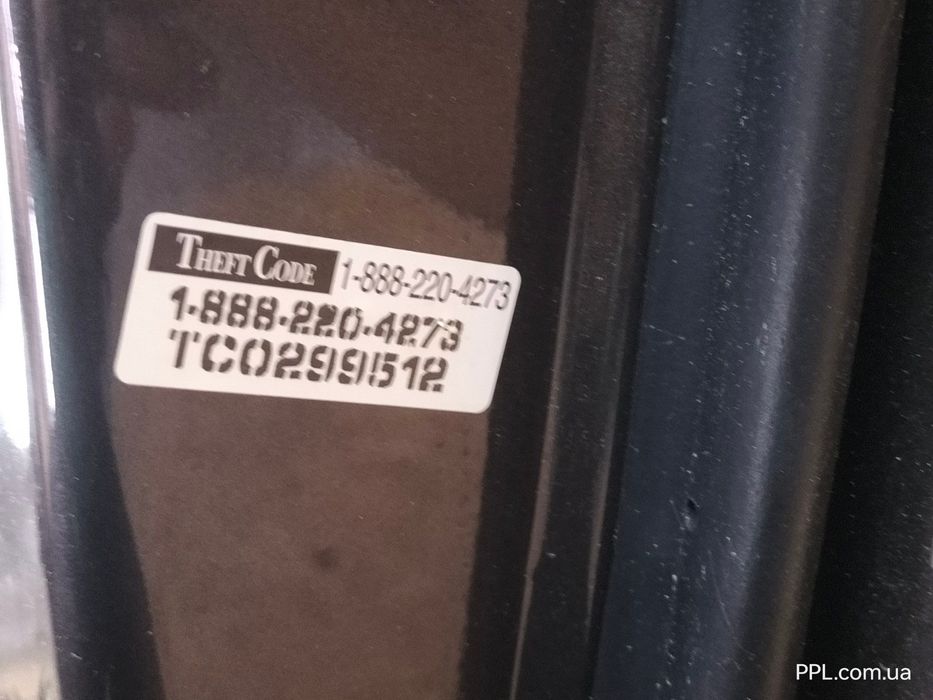 THEFT CODE 1-888-220-4273
1-888-220-4273
TC0299512
PPL.com.ua